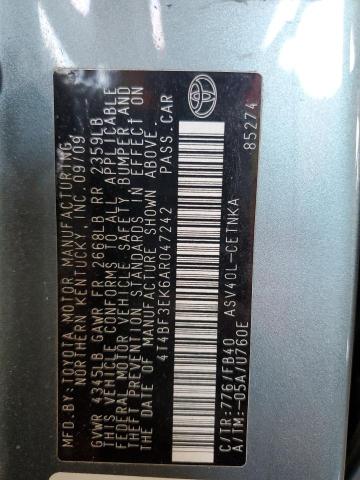 MFD.BY:TOYOTA MOTOR MANUFACTURING,
NORTHERN KENTUCKY, INC. 09/09
GVWR 4345LB GAWR FR 2668LB RR 2359LB
THIS VEHICLE CONFORMS TO ALL APPLICABLE
FEDERAL MOTOR VEHICLE SAFETY, BUMPER, AND
THEFT PREVENTION STANDARDS IN EFFECT ON
THE DATE OF MANUFACTURE SHOWN ABOVE.
4T4BF3EK6AR047242 PASS.CAR
C/TR:776/FB40 ASV40L-CETNKA
A/TM:-05A/U760E 85274